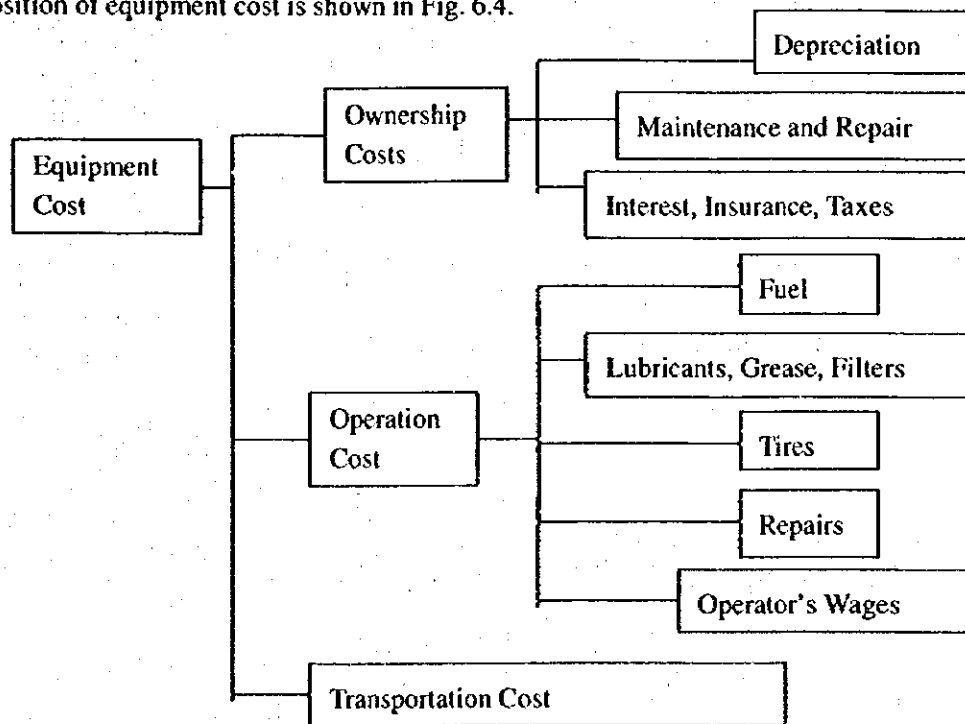 osition of equipment cost is shown in Fig. 6.4.
Equipment
Cost
Ownership
Costs
Depreciation
Maintenance and Repair
Interest, Insurance, Taxes
Operation
Cost
Fuel
Lubricants, Grease, Filters
Tires
Repairs
Operator's Wages
Transportation Cost